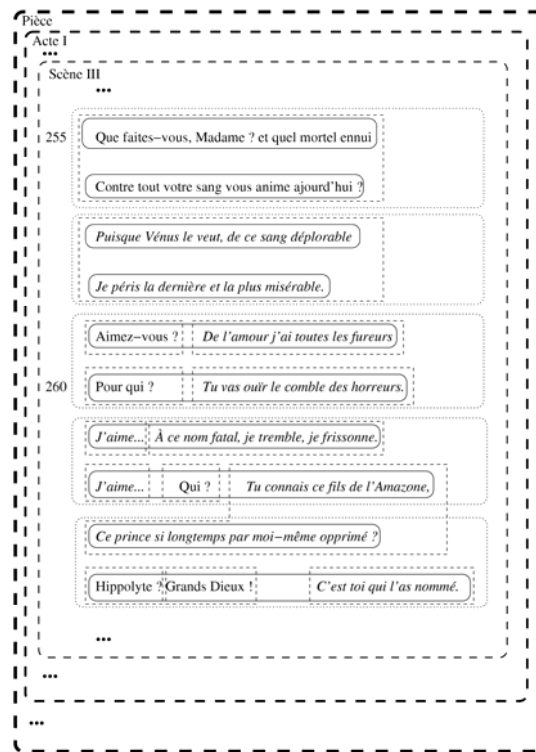 Pièce
Acte I
...
Scène III
...
255 Que faites-vous, Madame ? et quel mortel ennui
Contre tout votre sang vous anime ajourd'hui ?
Puisque Vénus le veut, de ce sang déplorable
Je péris la dernière et la plus misérable.
Aimez-vous ? De l'amour j'ai toutes les fureurs
260 Pour qui ? Tu vas ouïr le comble des horreurs.
J'aime... À ce nom fatal, je tremble, je frissonne.
J'aime... Qui ? Tu connais ce fils de l'Amazone,
Ce prince si longtemps par moi-même opprimé ?
Hippolyte ? Grands Dieux ! C'est toi qui l'as nommé.
...
...
...